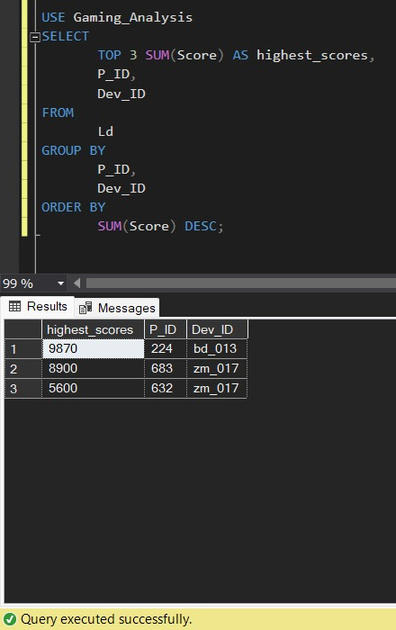 USE Gaming_Analysis
SELECT
TOP 3 SUM(Score) AS highest_scores,
P_ID,
Dev_ID
FROM
Ld
GROUP BY
P_ID,
Dev_ID
ORDER BY
SUM(Score) DESC;
99 %
Results Messages
highest_scores P_ID Dev_ID
1 9870 224 bd_013
2 8900 683 zm_017
3 5600 632 zm_017
Query executed successfully.